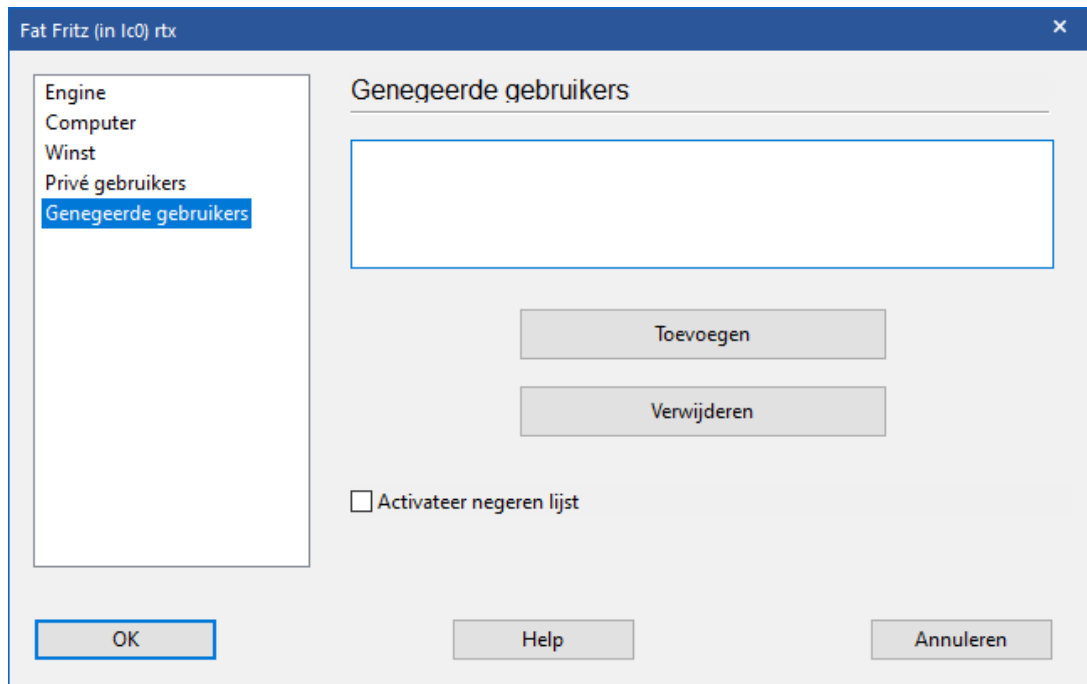 Fat Fritz (in lc0) rtx
Engine
Computer
Winst
Privé gebruikers
Genegeerde gebruikers
Genegeerde gebruikers
Toevoegen
Verwijderen
Activateer negeren lijst
OK
Help
Annuleren